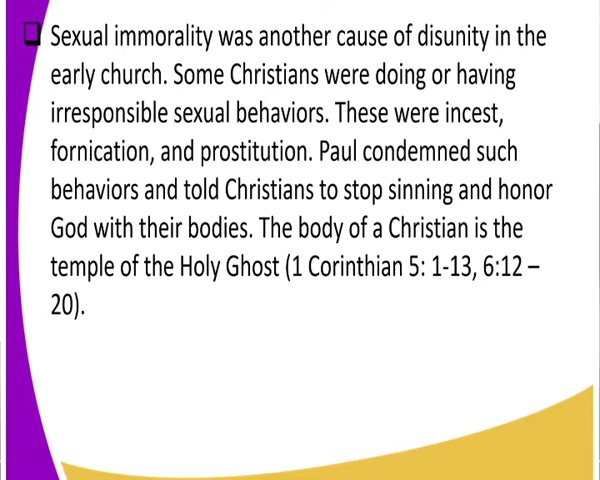 Sexual immorality was another cause of disunity in the
early church. Some Christians were doing or having
irresponsible sexual behaviors. These were incest,
fornication, and prostitution. Paul condemned such
behaviors and told Christians to stop sinning and honor
God with their bodies. The body of a Christian is the
temple of the Holy Ghost (1 Corinthian 5: 1-13, 6:12 –
20).